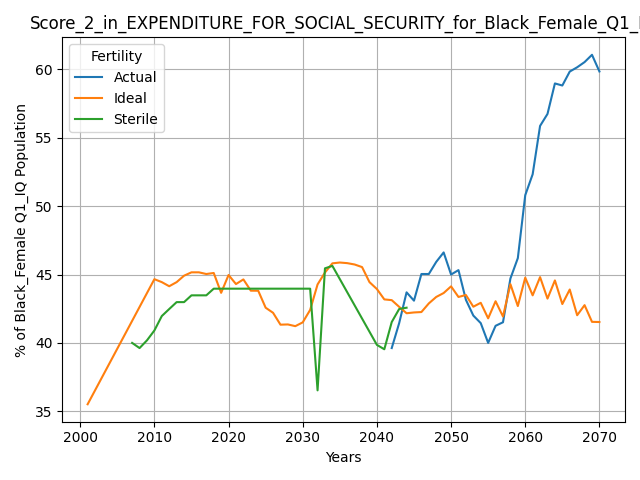 Score_2_in_EXPENDITURE_FOR_SOCIAL_SECURITY_for_Black_Female_Q1_I
Fertility
Actual
Ideal
Sterile
% of Black_Female Q1_IQ Population
60
55
50
45
40
35
2000 2010 2020 2030 2040 2050 2060 2070
Years